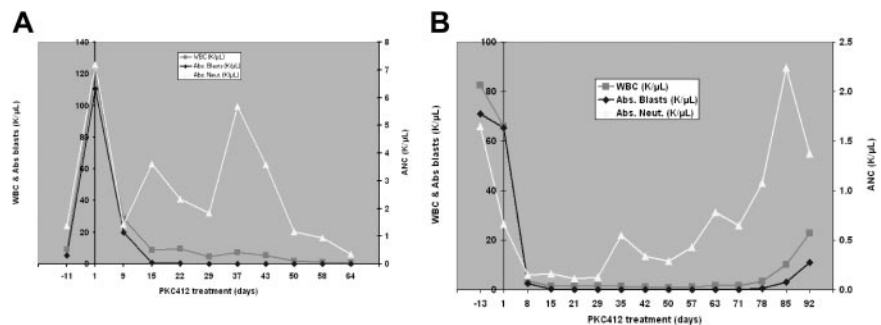 A
WBC & Abs blasts (K/µL)
140
120
100
80
60
40
20
0
WBC (K/µL)
Abs. Blasts (K/µL)
Abs. Neut. (K/µL)
8
7
6
5
4
3
2
1
0
ANC (K/µL)
-11 1 9 15 22 29 37 43 50 58 64
PKC412 treatment (days)
B
WBC & Abs blasts (K/µL)
100
80
60
40
20
0
WBC (K/µL)
Abs. Blasts (K/µL)
Abs. Neut. (K/µL)
2.5
2.0
1.5
1.0
0.5
0.0
ANC (K/µL)
-13 1 8 15 21 29 35 42 50 57 63 71 78 85 92
PKC412 treatment (days)